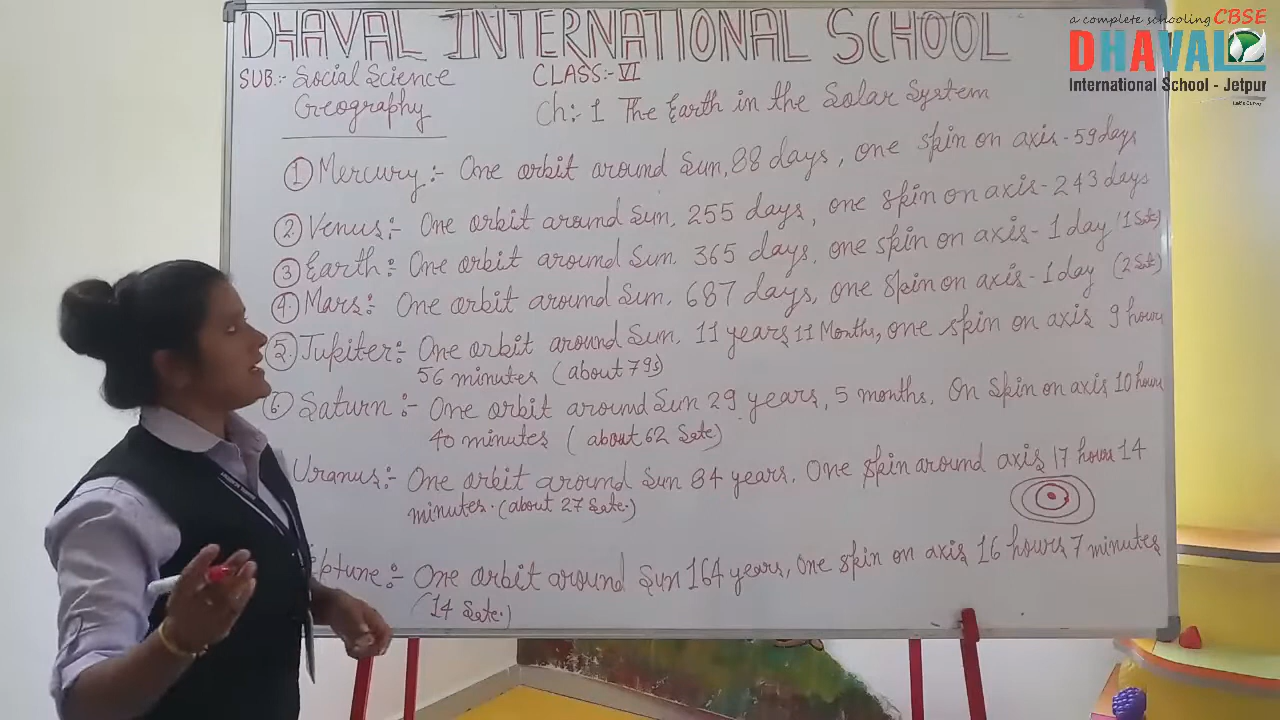 DHAVAL INTERNATIONAL SCHOOL
a complete schooling CBSE
DHAVAL
International School - Jetpur
SUB:- Social Science
CLASS:- VI
Geography
Ch: 1 The Earth in the Solar System
① Mercury :- One orbit around Sun, 88 days, one spin on axis - 59 days
② Venus :- One orbit around Sun, 255 days, one spin on axis - 243 days
③ Earth :- One orbit around Sun. 365 days, one spin on axis - 1 day (1 Sate)
④ Mars :- One orbit around Sun, 687 days, one spin on axis - 1 day (2 Sate)
⑤ Jupiter :- One orbit around Sun, 11 years 11 Months, one spin on axis 9 hours
56 minutes (about 79s)
⑥ Saturn :- One orbit around Sun 29 years, 5 months, On Spin on axis 10 hours
40 minutes (about 62 Sate)
Uranus :- One orbit around Sun 84 years. One spin around axis 17 hours 14
minutes. (about 27 Sate.)
eptune :- One orbit around Sun 164 years, One spin on axis 16 hours 7 minutes
(14 Sate.)